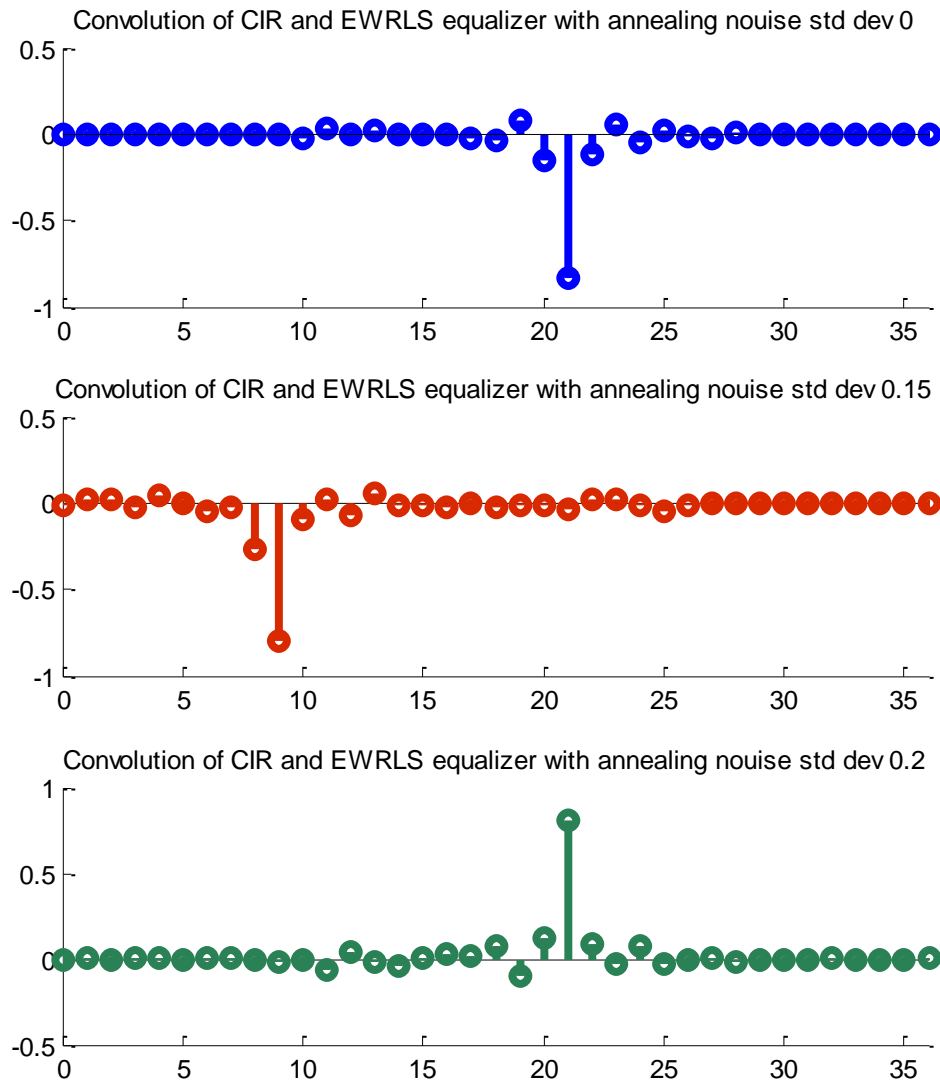 Convolution of CIR and EWRLS equalizer with annealing nouise std dev 0
0.5
0
-0.5
-1
0 5 10 15 20 25 30 35
Convolution of CIR and EWRLS equalizer with annealing nouise std dev 0.15
0.5
0
-0.5
-1
0 5 10 15 20 25 30 35
Convolution of CIR and EWRLS equalizer with annealing nouise std dev 0.2
1
0.5
0
-0.5
0 5 10 15 20 25 30 35